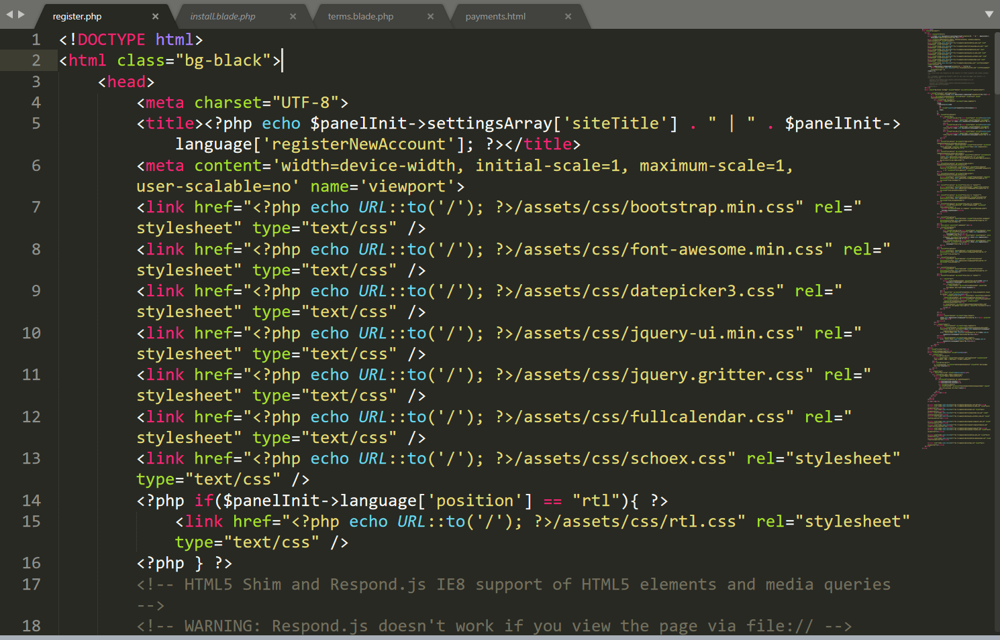 register.php × install.blade.php × terms.blade.php × payments.html ×
1 <!DOCTYPE html>
2 <html class="bg-black">
3 <head>
4 <meta charset="UTF-8">
5 <title><?php echo $panelInit->settingsArray['siteTitle'] . " | " . $panelInit->
language['registerNewAccount']; ?></title>
6 <meta content='width=device-width, initial-scale=1, maximum-scale=1,
user-scalable=no' name='viewport'>
7 <link href="<?php echo URL::to('/'); ?>/assets/css/bootstrap.min.css" rel="
stylesheet" type="text/css" />
8 <link href="<?php echo URL::to('/'); ?>/assets/css/font-awesome.min.css" rel="
stylesheet" type="text/css" />
9 <link href="<?php echo URL::to('/'); ?>/assets/css/datepicker3.css" rel="
stylesheet" type="text/css" />
10 <link href="<?php echo URL::to('/'); ?>/assets/css/jquery-ui.min.css" rel="
stylesheet" type="text/css" />
11 <link href="<?php echo URL::to('/'); ?>/assets/css/jquery.gritter.css" rel="
stylesheet" type="text/css" />
12 <link href="<?php echo URL::to('/'); ?>/assets/css/fullcalendar.css" rel="
stylesheet" type="text/css" />
13 <link href="<?php echo URL::to('/'); ?>/assets/css/schoex.css" rel="stylesheet"
type="text/css" />
14 <?php if($panelInit->language['position'] == "rtl"){ ?>
15 <link href="<?php echo URL::to('/'); ?>/assets/css/rtl.css" rel="stylesheet"
type="text/css" />
16 <?php } ?>
17 <!-- HTML5 Shim and Respond.js IE8 support of HTML5 elements and media queries
-->
18 <!-- WARNING: Respond.js doesn't work if you view the page via file:// -->